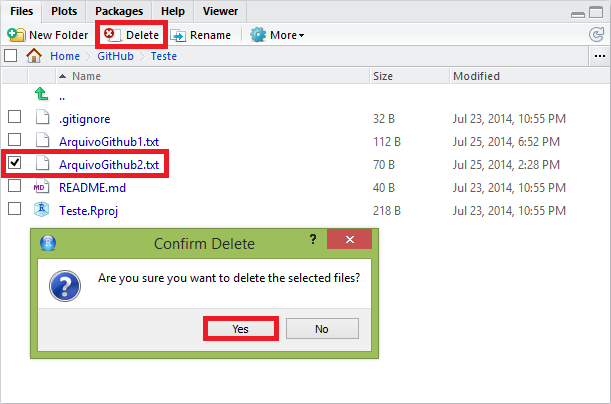 Files Plots Packages Help Viewer
New Folder Delete Rename More
Home GitHub Teste ...
Name Size Modified
..
.gitignore 32 B Jul 23, 2014, 10:55 PM
ArquivoGithub1.txt 112 B Jul 25, 2014, 6:52 PM
ArquivoGithub2.txt 70 B Jul 25, 2014, 2:28 PM
MD README.md 40 B Jul 23, 2014, 10:55 PM
R Teste.Rproj 218 B Jul 23, 2014, 10:55 PM
R Confirm Delete ? x
? Are you sure you want to delete the selected files?
Yes No